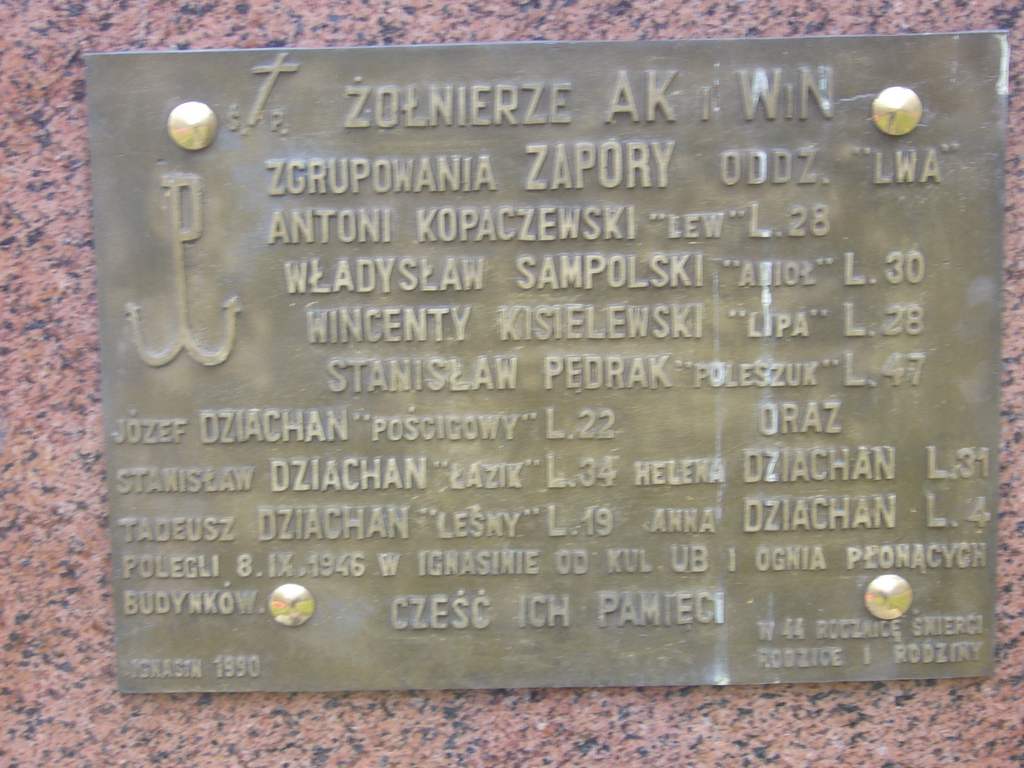 Ś. P. ŻOŁNIERZE AK i WiN
ZGRUPOWANIA ZAPORY ODDZ. "LWA"
ANTONI KOPACZEWSKI "LEW" L.28
WŁADYSŁAW SAMPOLSKI "ANIOŁ" L.30
WINCENTY KISIELEWSKI "LIPA" L.28
STANISŁAW PĘDRAK "POLESZUK" L.47
JÓZEF DZIACHAN "POŚCIGOWY" L.22 ORAZ
STANISŁAW DZIACHAN "ŁAZIK" L.34 HELENA DZIACHAN L.31
TADEUSZ DZIACHAN "LEŚNY" L.19 ANNA DZIACHAN L.4
POLEGLI 8.IX.1946 W IGNASINIE OD KUL UB I OGNIA PŁONĄCYCH
BUDYNKÓW. CZEŚĆ ICH PAMIĘCI
W 44 ROCZNICĘ ŚMIERCI
IGNASIN 1990 RODZICE I RODZINY